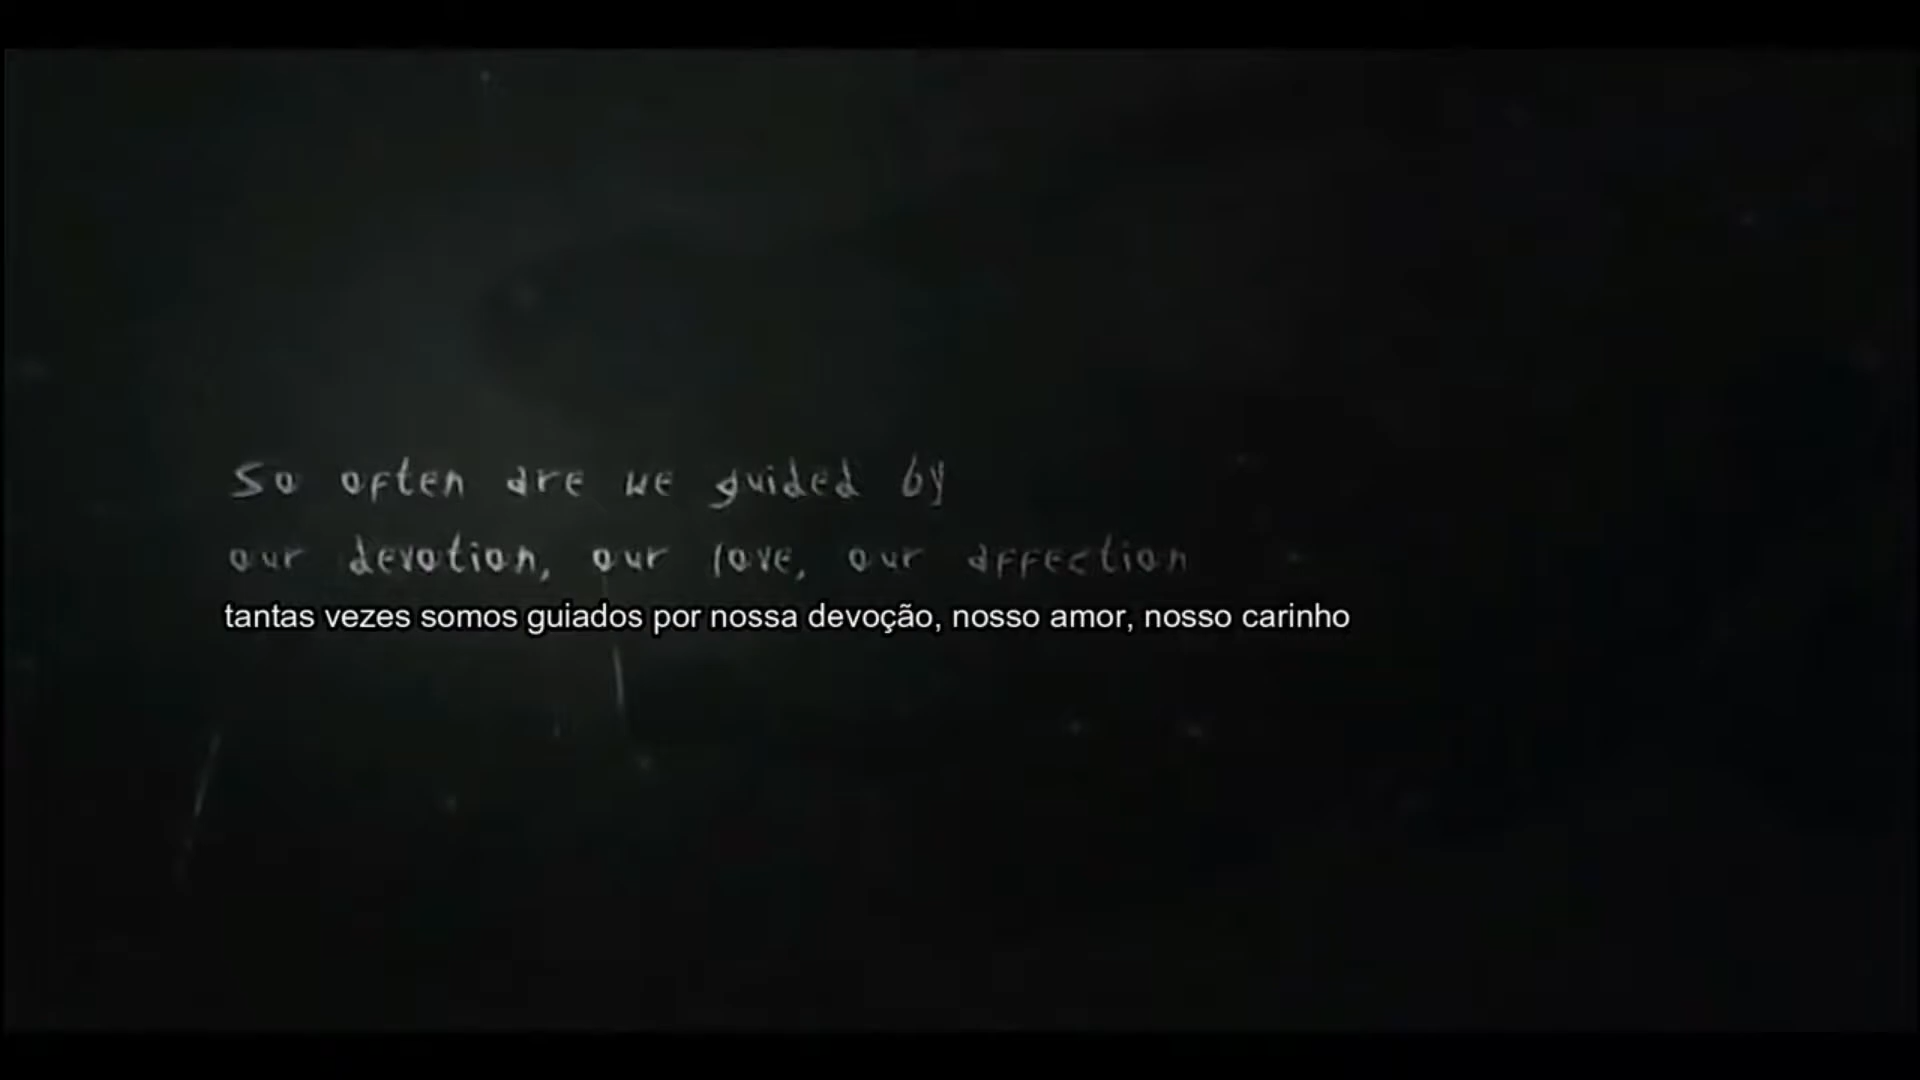 So often are we guided by
our devotion, our love, our affection
tantas vezes somos guiados por nossa devoção, nosso amor, nosso carinho